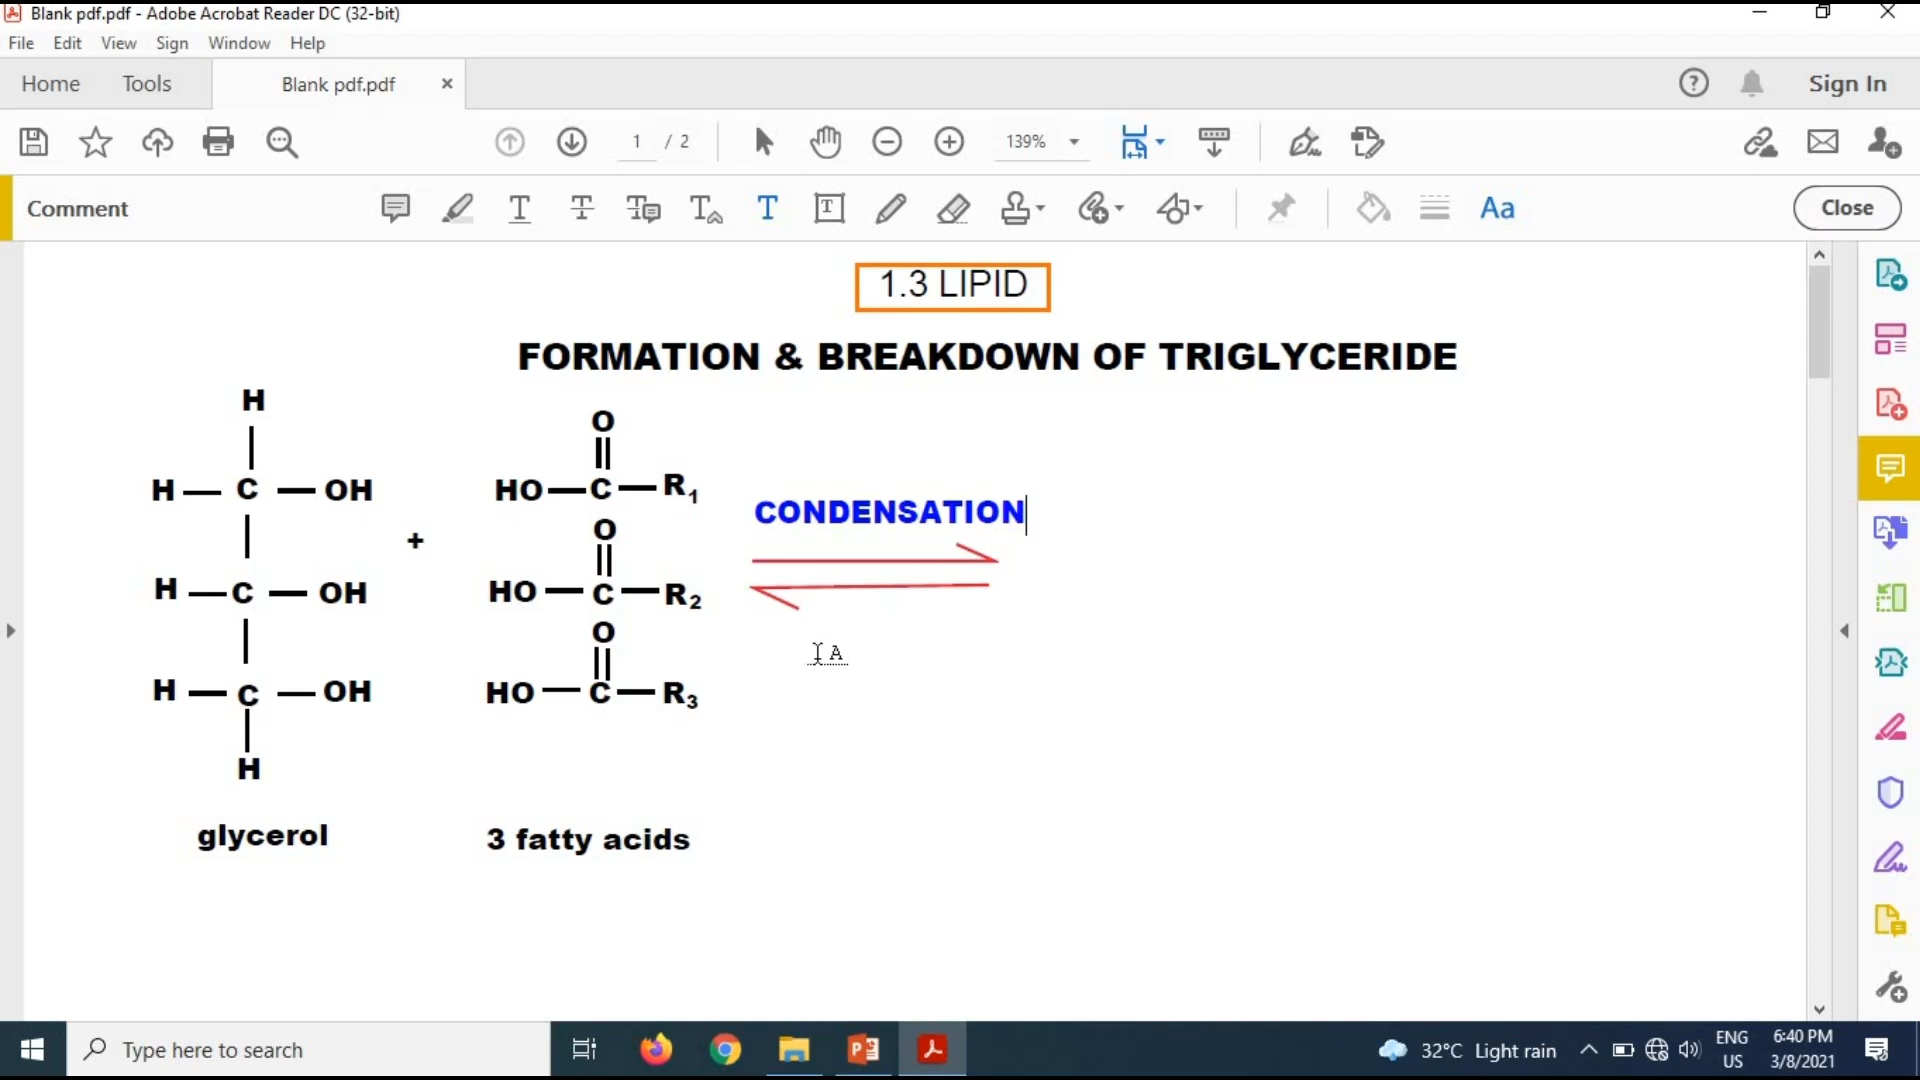 Blank pdf.pdf - Adobe Acrobat Reader DC (32-bit)
File Edit View Sign Window Help
Home Tools Blank pdf.pdf × Sign In
1 / 2 139%
Comment Aa Close
1.3 LIPID
FORMATION & BREAKDOWN OF TRIGLYCERIDE
H
O
H — C — OH HO — C — R₁
CONDENSATION
O
+
H — C — OH HO — C — R₂
O
H — C — OH HO — C — R₃
H
glycerol 3 fatty acids
Type here to search
32°C Light rain
ENG
US
6:40 PM
3/8/2021